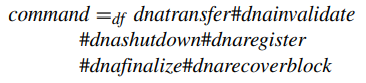 command =df dnatransfer#dnainvalidate
#dnashutdown#dnaregister
#dnafinalize#dnarecoverblock